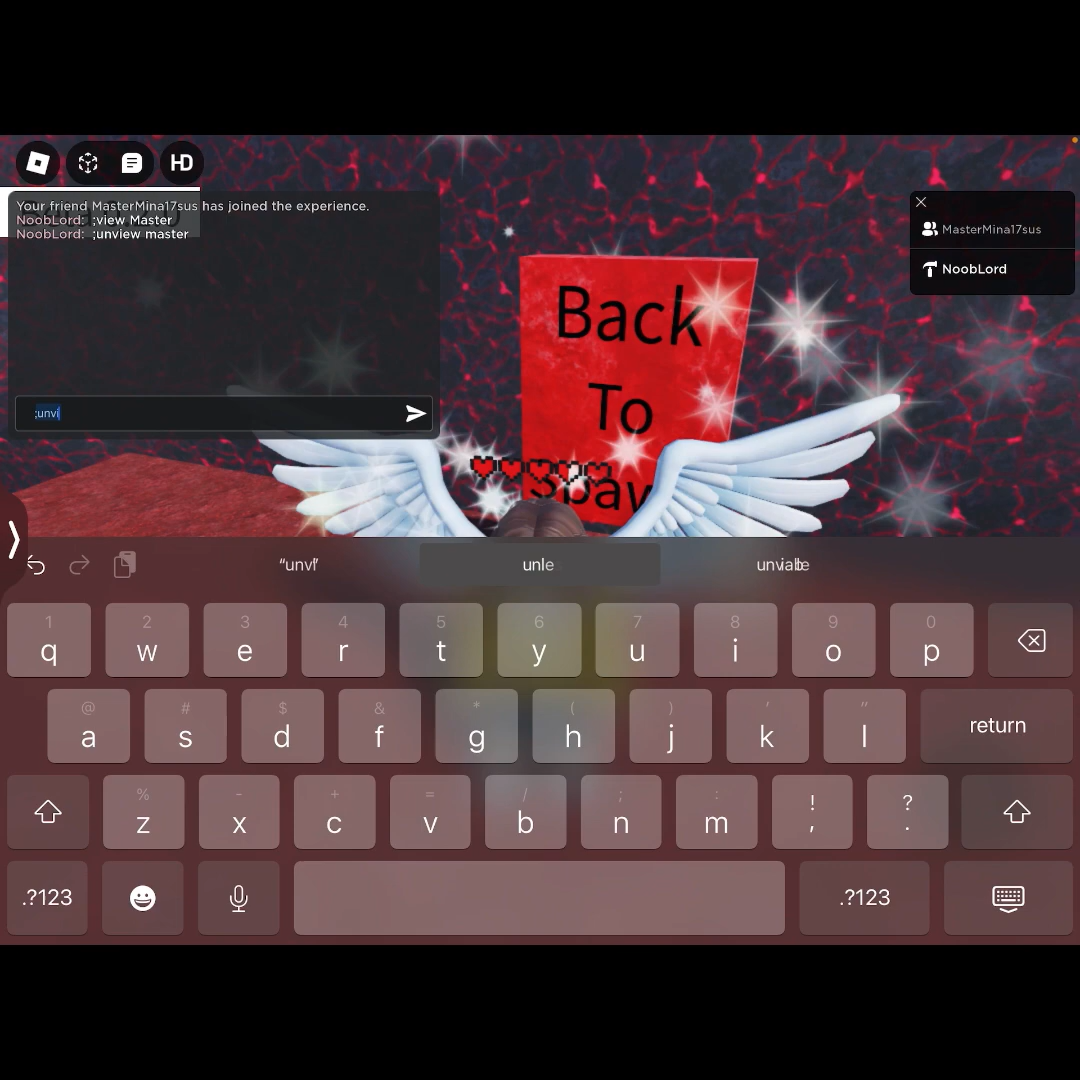 HD
Your friend MasterMina17sus has joined the experience.
NoobLord: ;view Master
NoobLord: ;unview master
MasterMina17sus
NoobLord
Back
To
;unvi
“unvi” unle unviable
1 2 3 4 5 6 7 8 9 0
q w e r t y u i o p
@ # $ & * ( ) ' "
a s d f g h j k l return
% - + = / ; : ! ?
z x c v b n m , .
.?123 .?123